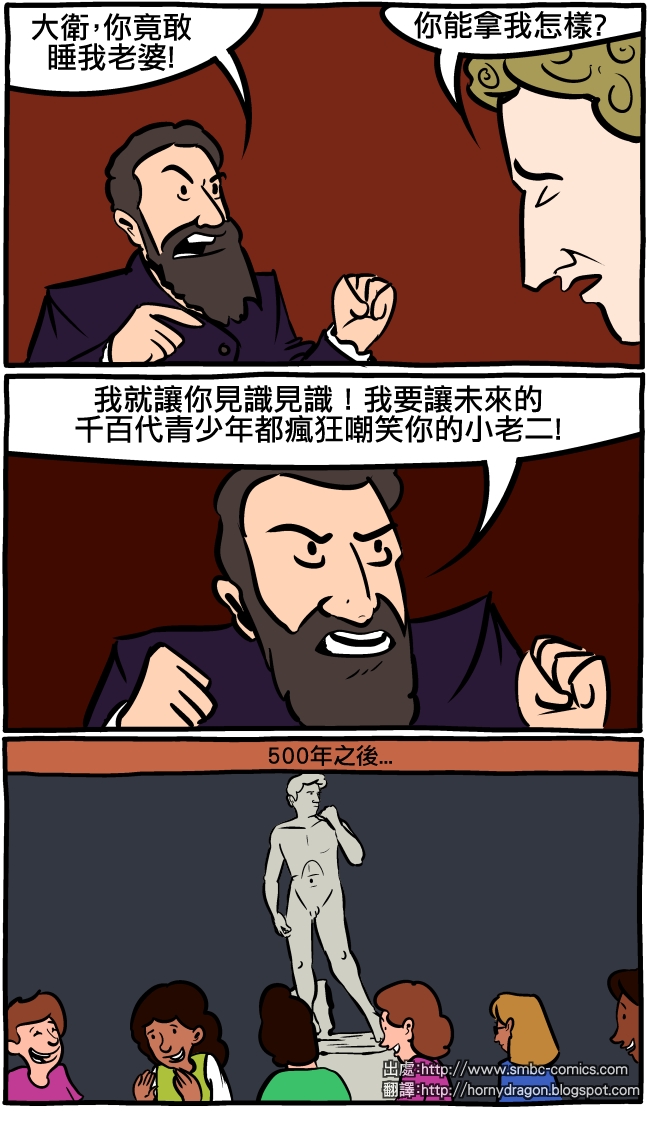 大衛，你竟敢
睡我老婆!
你能拿我怎樣?
我就讓你見識見識！我要讓未來的
千百代青少年都瘋狂嘲笑你的小老二!
500年之後...
出處:http://www.smbc-comics.com
翻譯:http://hornydragon.blogspot.com